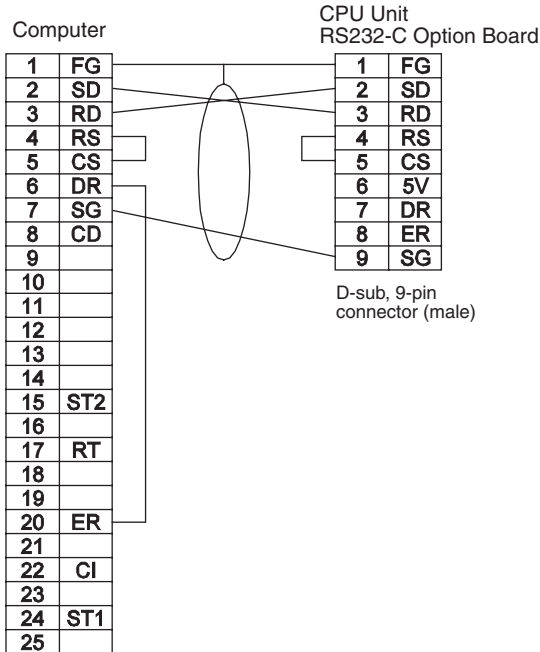 Computer
CPU Unit
RS232-C Option Board
1 FG
2 SD
3 RD
4 RS
5 CS
6 DR
7 SG
8 CD
9
10
11
12
13
14
15 ST2
16
17 RT
18
19
20 ER
21
22 CI
23
24 ST1
25
1 FG
2 SD
3 RD
4 RS
5 CS
6 5V
7 DR
8 ER
9 SG
D-sub, 9-pin
connector (male)